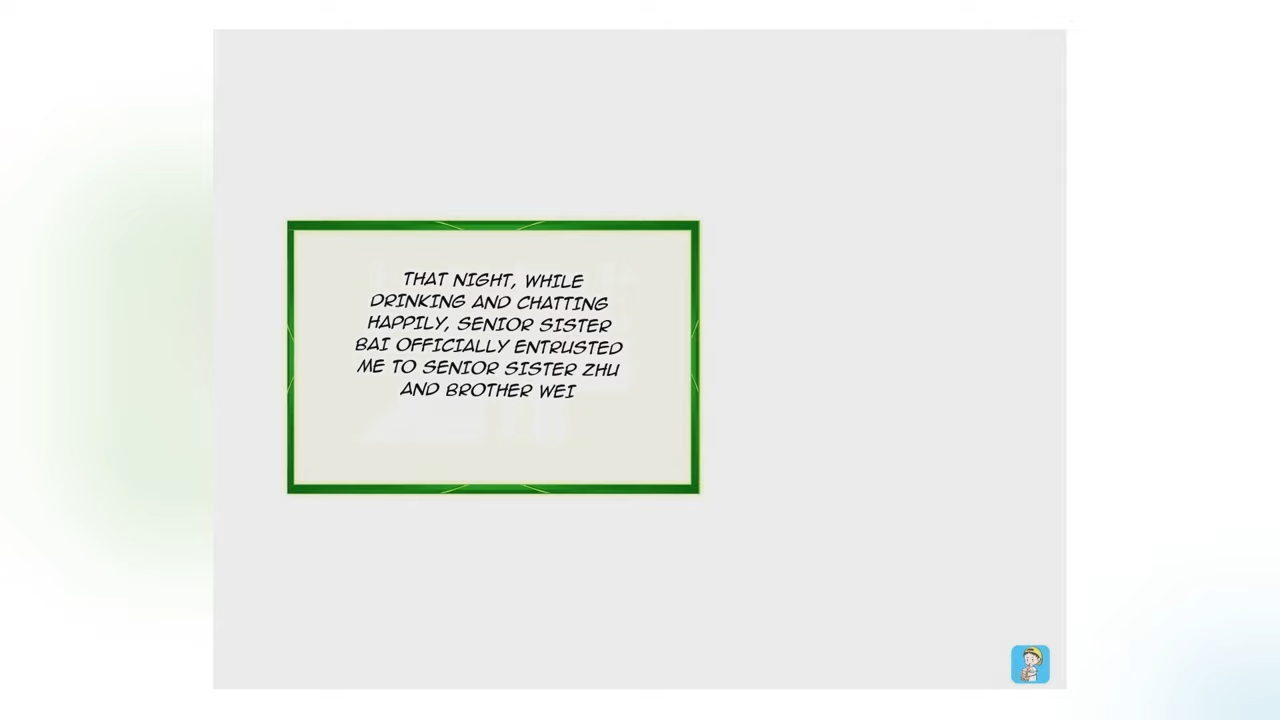 THAT NIGHT, WHILE
DRINKING AND CHATTING
HAPPILY, SENIOR SISTER
BAI OFFICIALLY ENTRUSTED
ME TO SENIOR SISTER ZHU
AND BROTHER WEI